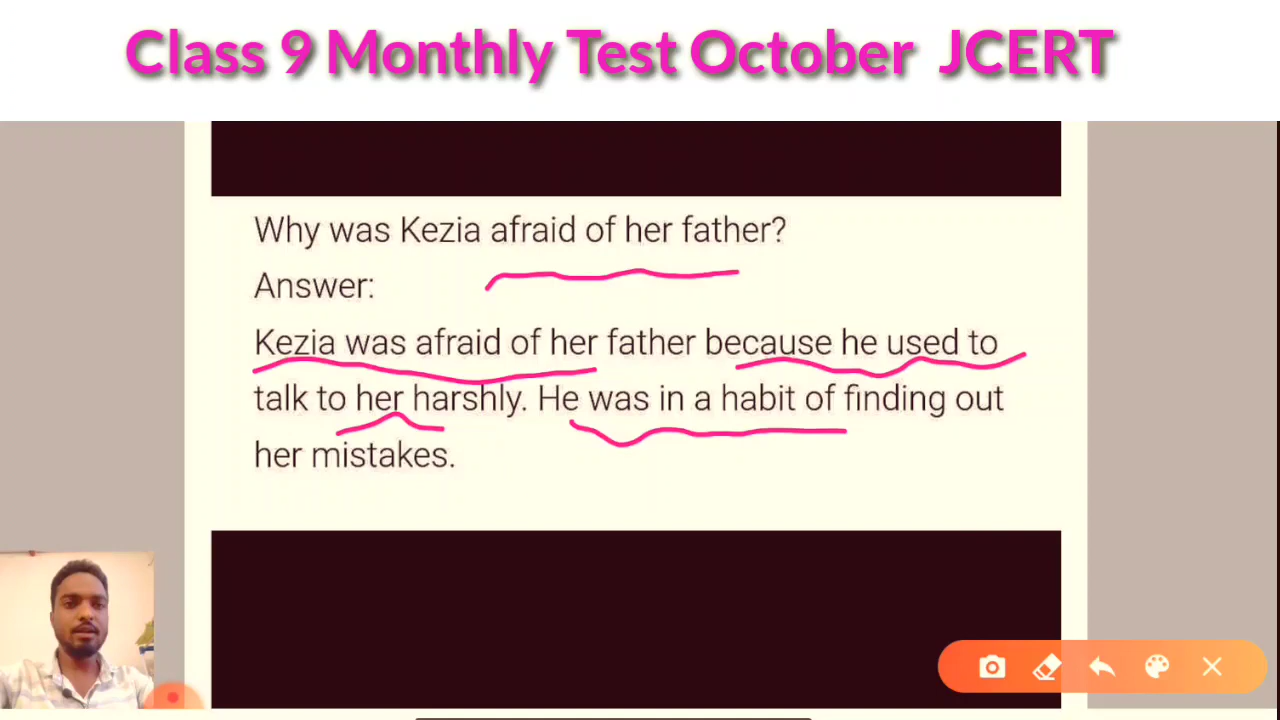 Class 9 Monthly Test October JCERT
Why was Kezia afraid of her father?
Answer:
Kezia was afraid of her father because he used to
talk to her harshly. He was in a habit of finding out
her mistakes.